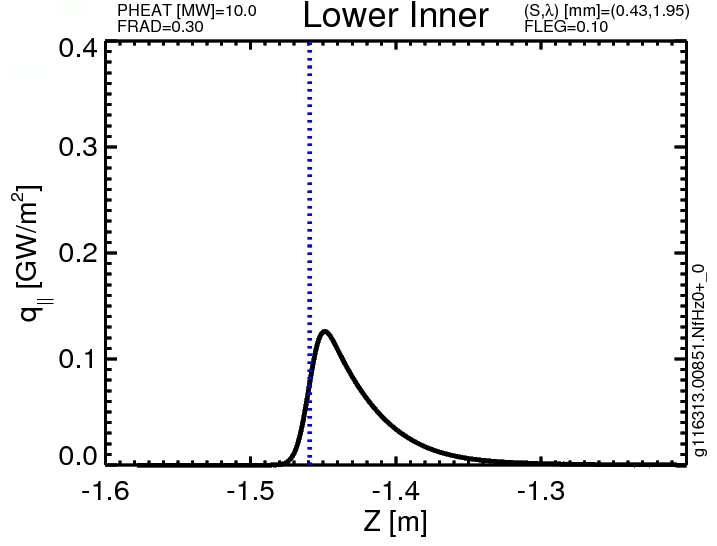 PHEAT [MW]=10.0
FRAD=0.30
Lower Inner
(S,λ) [mm]=(0.43,1.95)
FLEG=0.10
0.4
0.3
0.2
0.1
0.0
q∥ [GW/m²]
-1.6
-1.5
-1.4
-1.3
Z [m]
g116313.00851.NfHz0+_0